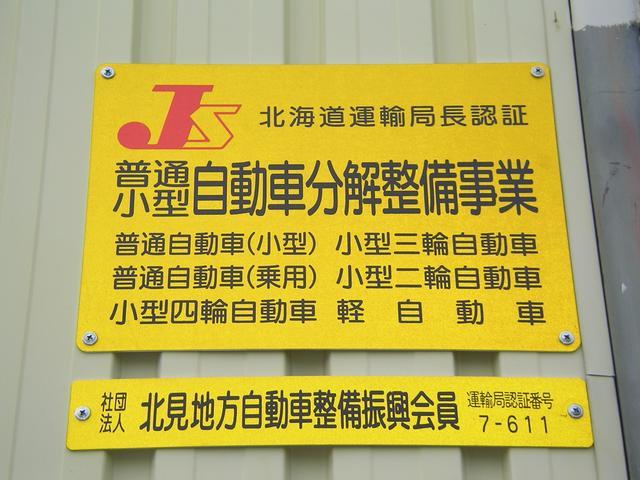 JS 北海道運輸局長認証
普通
小型 自動車分解整備事業
普通自動車(小型) 小型三輪自動車
普通自動車(乗用) 小型二輪自動車
小型四輪自動車 軽自動車
社団
法人 北見地方自動車整備振興会員 運輸局認証番号
7-611